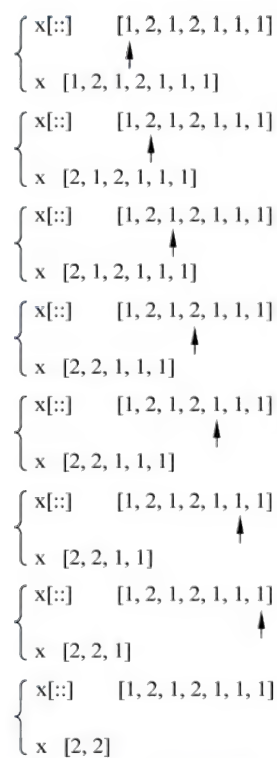 x[::] [1, 2, 1, 2, 1, 1, 1]
x [1, 2, 1, 2, 1, 1, 1]
x[::] [1, 2, 1, 2, 1, 1, 1]
x [2, 1, 2, 1, 1, 1]
x[::] [1, 2, 1, 2, 1, 1, 1]
x [2, 1, 2, 1, 1, 1]
x[::] [1, 2, 1, 2, 1, 1, 1]
x [2, 2, 1, 1, 1]
x[::] [1, 2, 1, 2, 1, 1, 1]
x [2, 2, 1, 1, 1]
x[::] [1, 2, 1, 2, 1, 1, 1]
x [2, 2, 1, 1]
x[::] [1, 2, 1, 2, 1, 1, 1]
x [2, 2, 1]
x[::] [1, 2, 1, 2, 1, 1, 1]
x [2, 2]